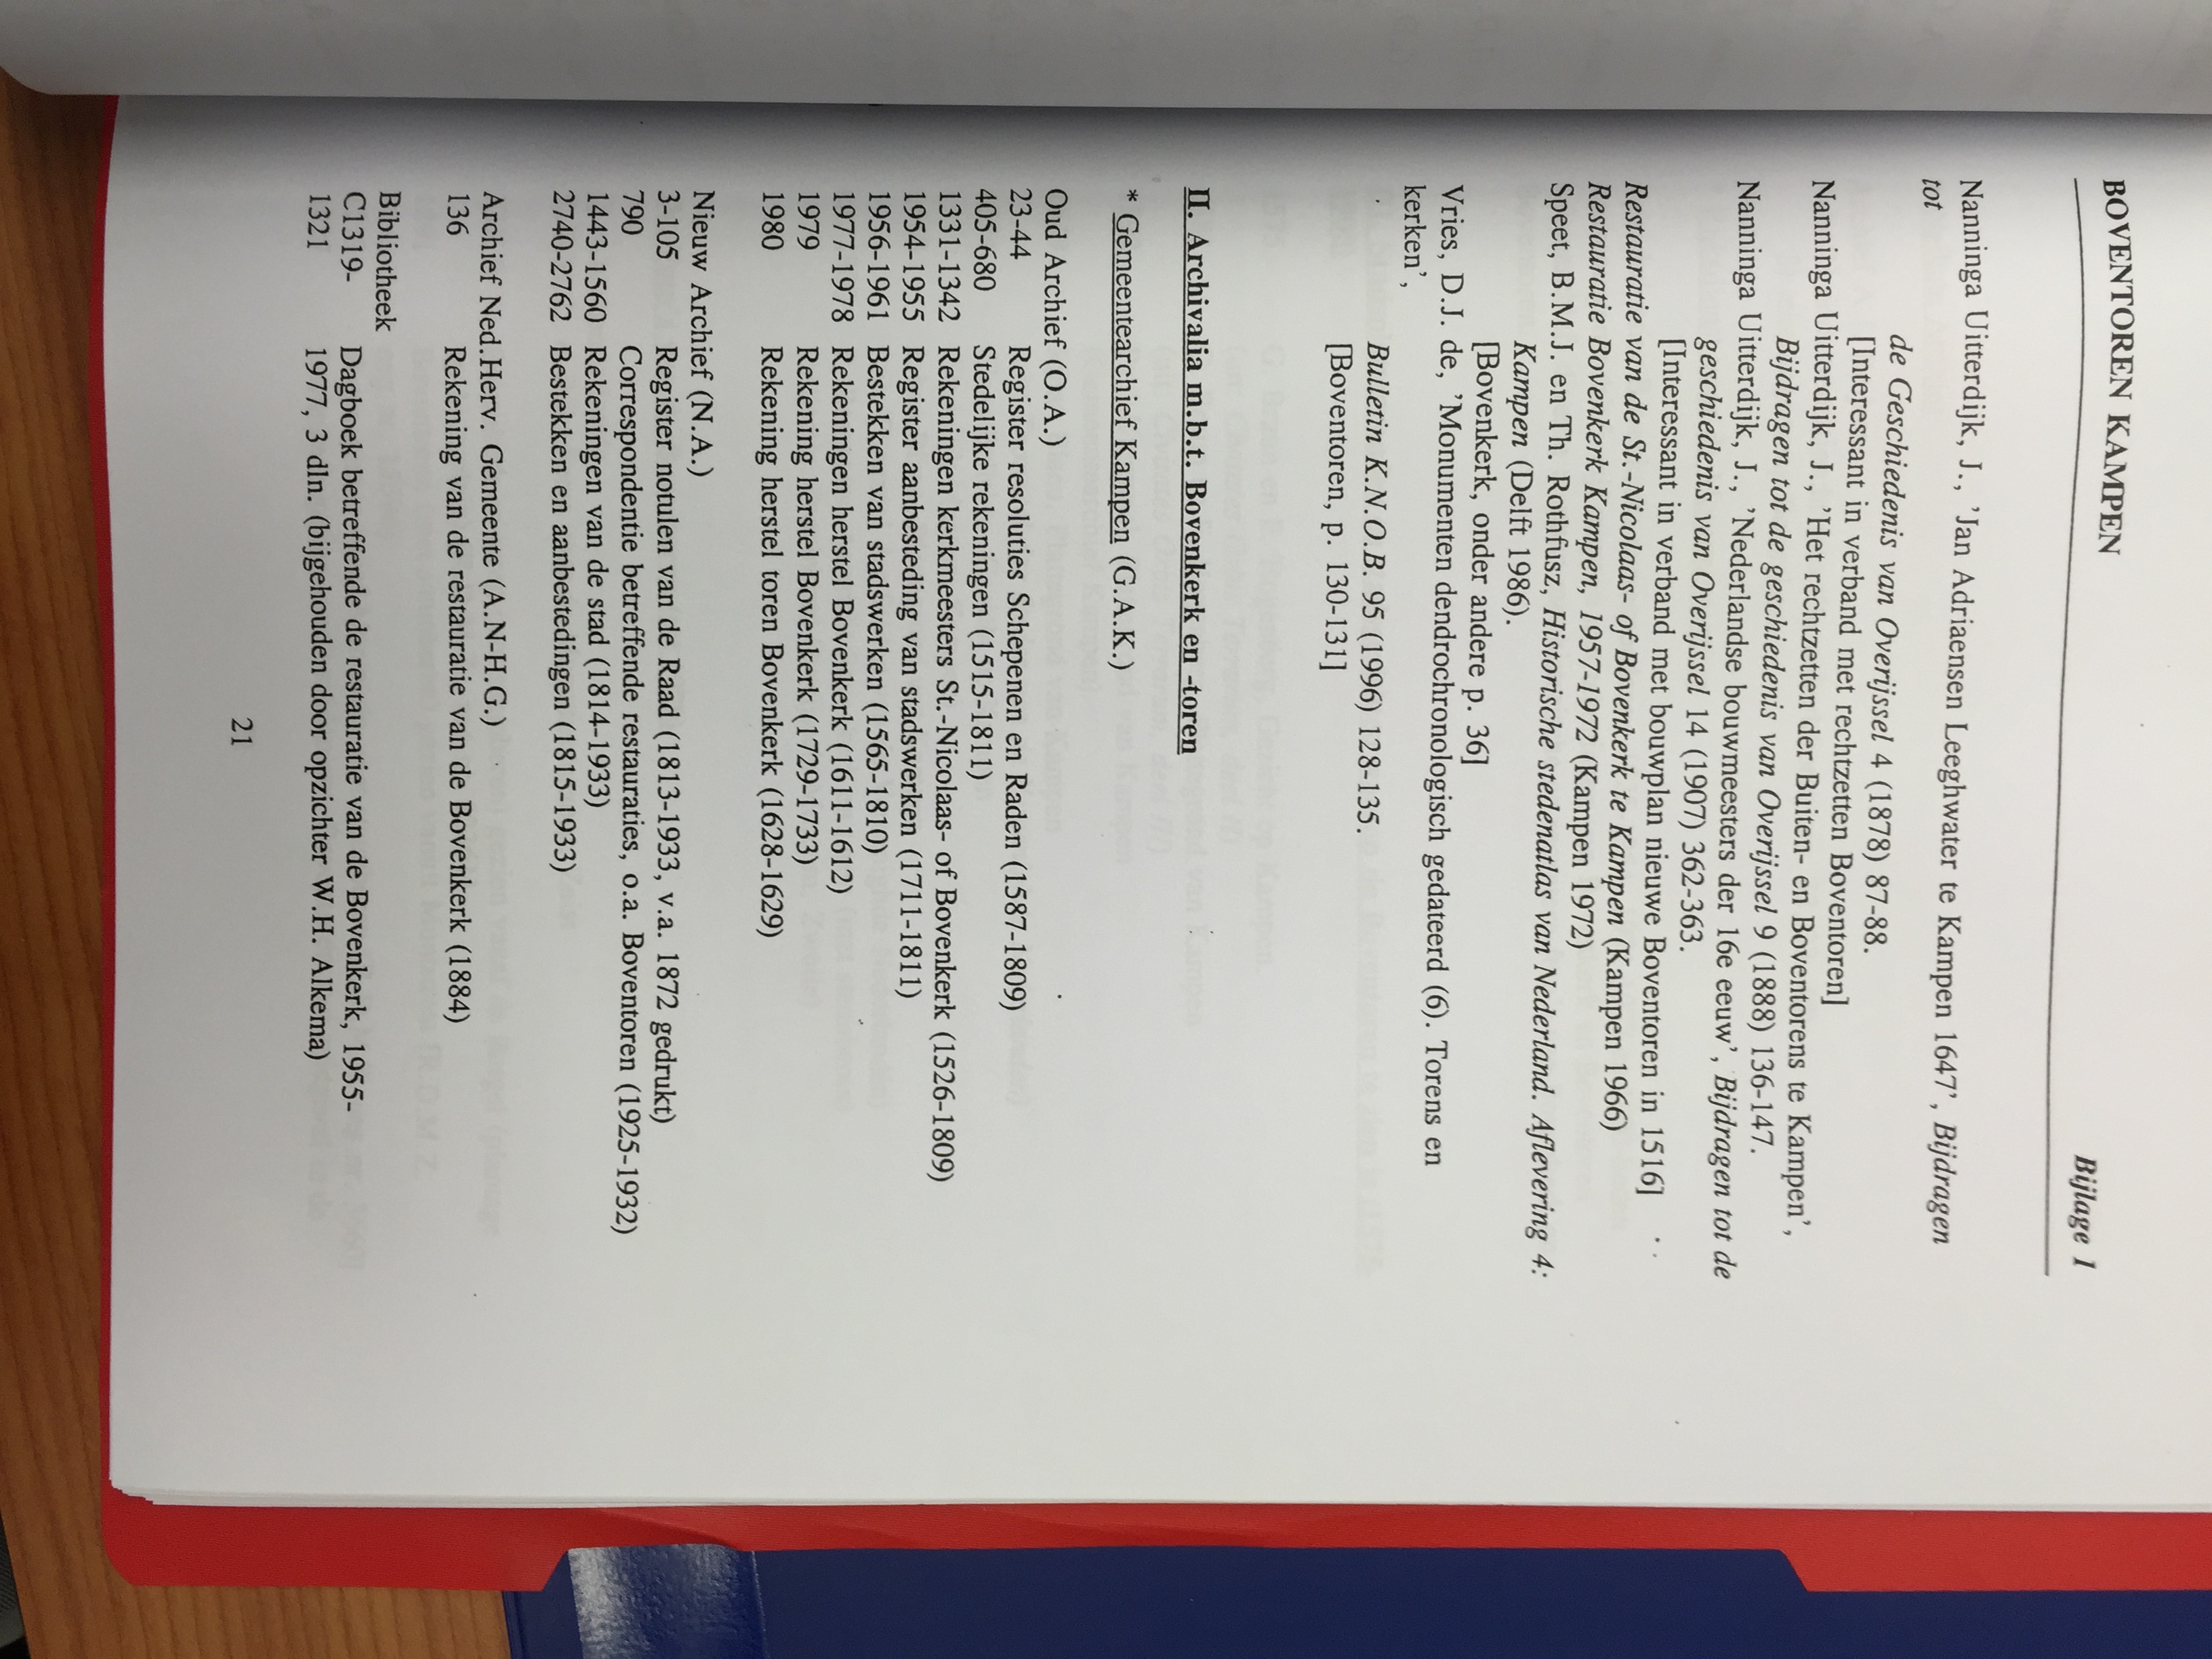 BOVENTOREN KAMPEN Bijlage 1
Nanninga Uitterdijk, J., 'Jan Adriaensen Leeghwater te Kampen 1647', Bijdragen
tot
de Geschiedenis van Overijssel 4 (1878) 87-88.
[Interessant in verband met rechtzetten Boventoren]
Nanninga Uitterdijk, J., 'Het rechtzetten der Buiten- en Boventorens te Kampen',
Bijdragen tot de geschiedenis van Overijssel 9 (1888) 136-147.
Nanninga Uitterdijk, J., 'Nederlandse bouwmeesters der 16e eeuw', Bijdragen tot de
geschiedenis van Overijssel 14 (1907) 362-363.
[Interessant in verband met bouwplan nieuwe Boventoren in 1516]
Restauratie van de St.-Nicolaas- of Bovenkerk te Kampen (Kampen 1966)
Restauratie Bovenkerk Kampen, 1957-1972 (Kampen 1972)
Speet, B.M.J. en Th. Rothfusz, Historische stedenatlas van Nederland. Aflevering 4:
Kampen (Delft 1986).
[Bovenkerk, onder andere p. 36]
Vries, D.J. de, 'Monumenten dendrochronologisch gedateerd (6). Torens en
kerken',
Bulletin K.N.O.B. 95 (1996) 128-135.
[Boventoren, p. 130-131]
II. Archivalia m.b.t. Bovenkerk en -toren
* Gemeentearchief Kampen (G.A.K.)
Oud Archief (O.A.)
23-44 Register resoluties Schepenen en Raden (1587-1809)
405-680 Stedelijke rekeningen (1515-1811)
1331-1342 Rekeningen kerkmeesters St.-Nicolaas- of Bovenkerk (1526-1809)
1954-1955 Register aanbesteding van stadswerken (1711-1811)
1956-1961 Bestekken van stadswerken (1565-1810)
1977-1978 Rekeningen herstel Bovenkerk (1611-1612)
1979 Rekening herstel Bovenkerk (1729-1733)
1980 Rekening herstel toren Bovenkerk (1628-1629)
Nieuw Archief (N.A.)
3-105 Register notulen van de Raad (1813-1933, v.a. 1872 gedrukt)
790 Correspondentie betreffende restauraties, o.a. Boventoren (1925-1932)
1443-1560 Rekeningen van de stad (1814-1933)
2740-2762 Bestekken en aanbestedingen (1815-1933)
Archief Ned.Herv. Gemeente (A.N-H.G.)
136 Rekening van de restauratie van de Bovenkerk (1884)
Bibliotheek
C1319- Dagboek betreffende de restauratie van de Bovenkerk, 1955-
1321 1977, 3 dln. (bijgehouden door opzichter W.H. Alkema)
21